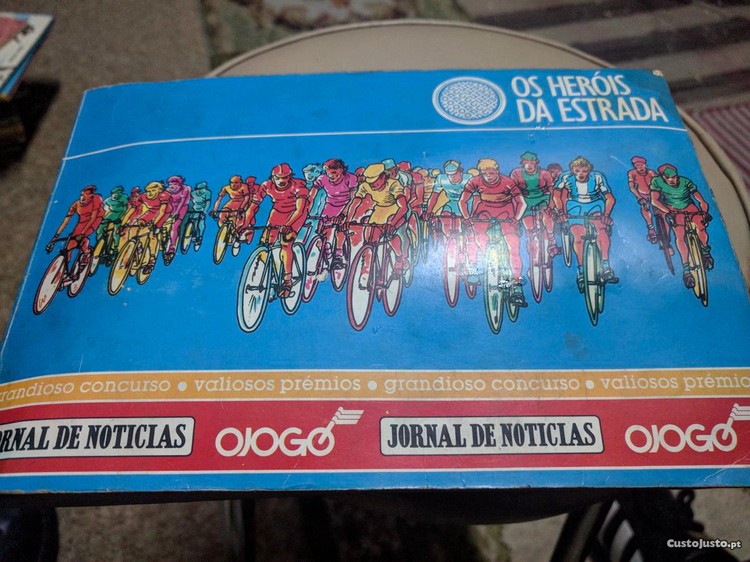 OS HERÓIS
DA ESTRADA
grandioso concurso • valiosos prémios • grandioso concurso • valiosos
JORNAL DE NOTICIAS OJOGO JORNAL DE NOTICIAS OJOGO
CustoJusto.pt